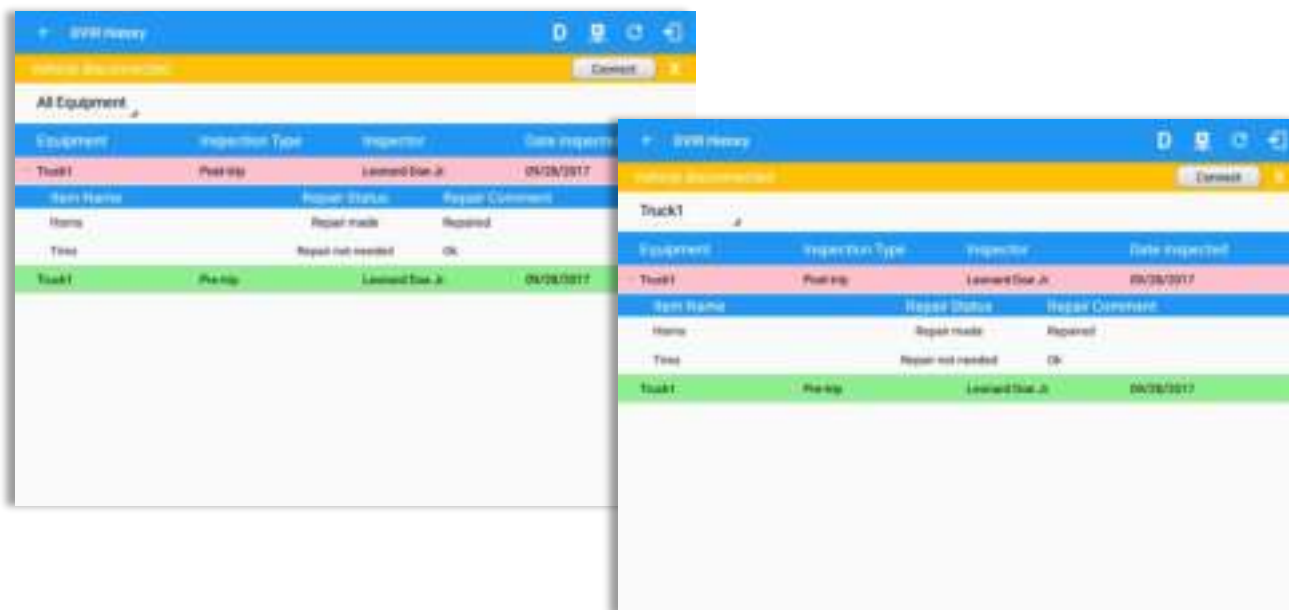 DVIR History
D
Vehicle disconnected
Connect X
All Equipment
Equipment Inspection Type Inspector Date Inspected
Truck1 Post-trip Leonard Doe Jr. 09/28/2017
Item Name Repair Status Repair Comment
Horns Repair made Repaired
Tires Repair not needed Ok
Truck1 Pre-trip Leonard Doe Jr. 09/28/2017
DVIR History
D
Vehicle disconnected
Connect X
Truck1
Equipment Inspection Type Inspector Date Inspected
Truck1 Post-trip Leonard Doe Jr. 09/28/2017
Item Name Repair Status Repair Comment
Horns Repair made Repaired
Tires Repair not needed Ok
Truck1 Pre-trip Leonard Doe Jr. 09/28/2017